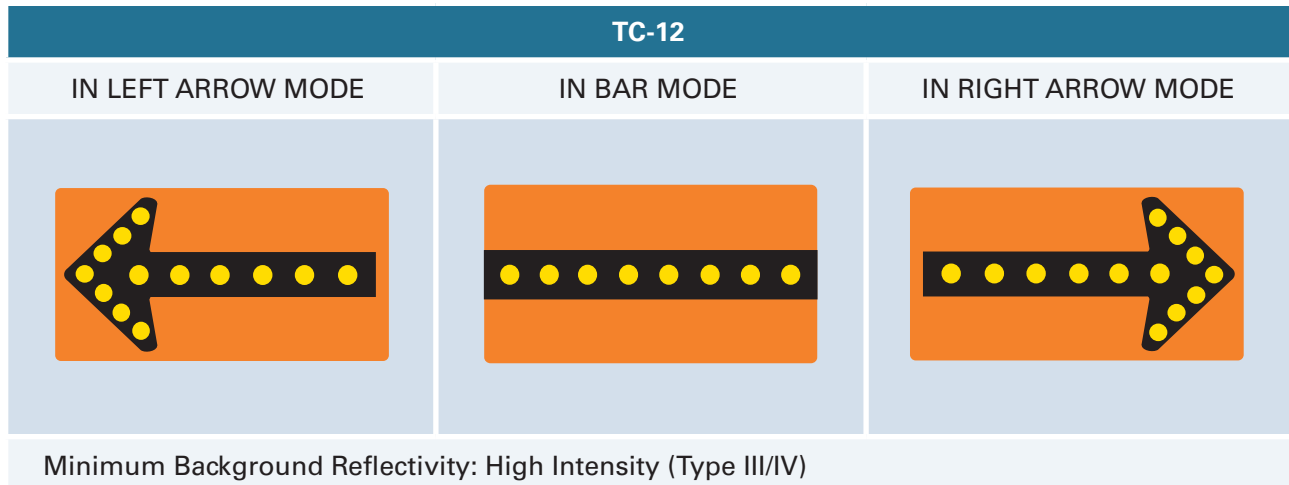 TC-12
IN LEFT ARROW MODE
IN BAR MODE
IN RIGHT ARROW MODE
Minimum Background Reflectivity: High Intensity (Type III/IV)